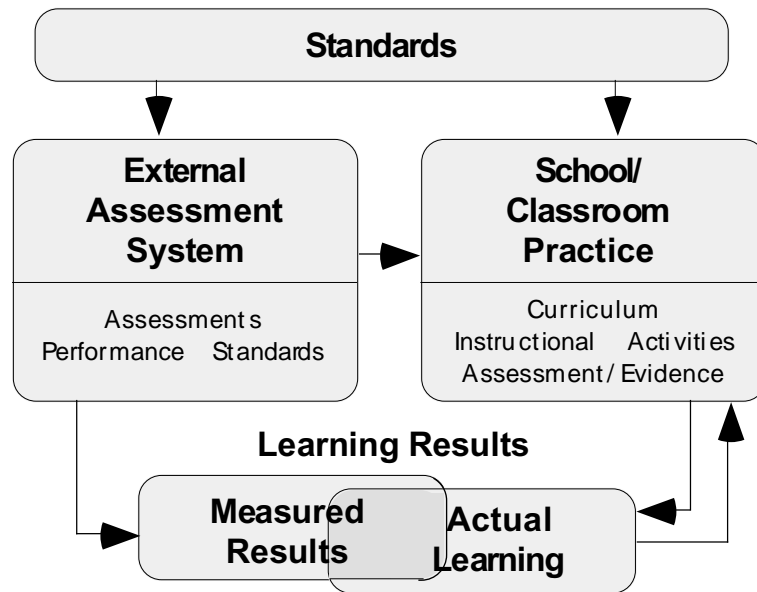 Standards
External
Assessment
System
School/
Classroom
Practice
Assessments
Performance Standards
Curriculum
Instructional Activities
Assessment/Evidence
Learning Results
Measured
Results
Actual
Learning